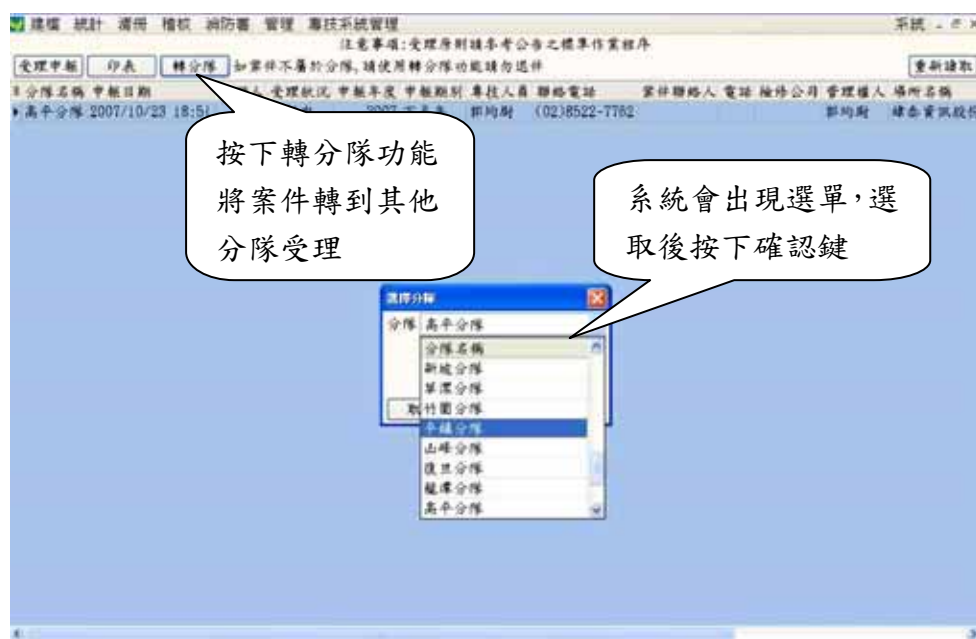 建檔 統計 清冊 稽核 消防署 管理 專技系統管理 系統
注意事項:受理原則請參考公告之標準作業程序
受理申報 印表 轉分隊 如案件不屬於分隊,請使用轉分隊功能請勿退件 重新讀取
分隊名稱 申報日期 人 受理狀況 申報年度 申報期別 專技人員 聯絡電話 案件聯絡人 電話 檢修公司 管理權人 場所名稱
高平分隊 2007/10/23 18:5 2007 (02)8522-7762
按下轉分隊功能
將案件轉到其他
分隊受理
系統會出現選單,選
取後按下確認鍵
選擇分隊
分隊 高平分隊
分隊名稱
新坡分隊
草漯分隊
取 竹圍分隊
平鎮分隊
山峰分隊
復旦分隊
龍潭分隊
高平分隊